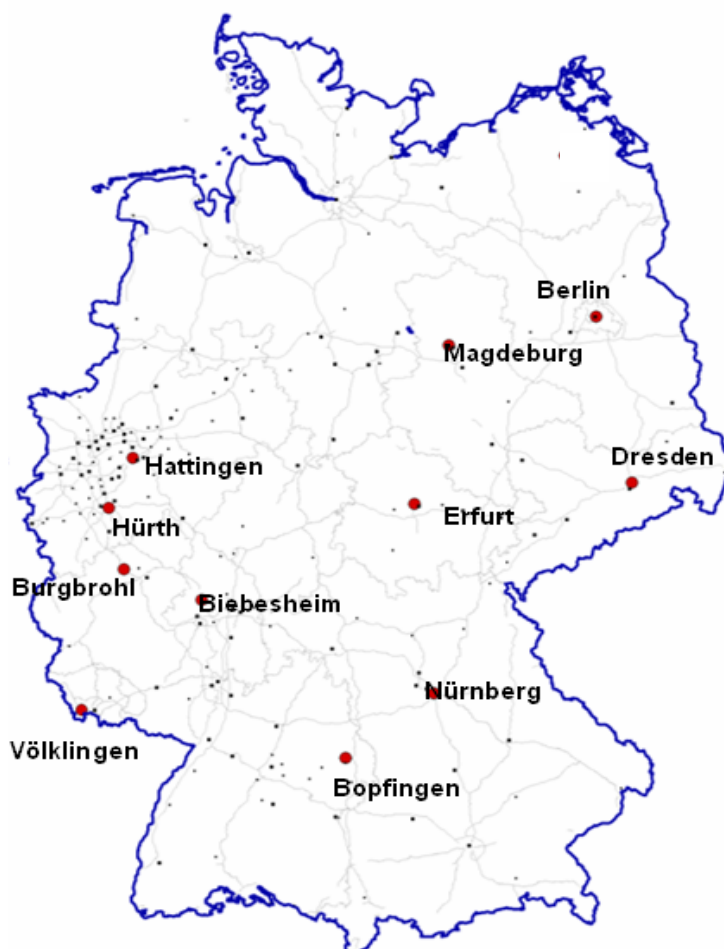 Berlin
Magdeburg
Hattingen
Dresden
Hürth
Erfurt
Burgbrohl
Biebesheim
Nürnberg
Völklingen
Bopfingen